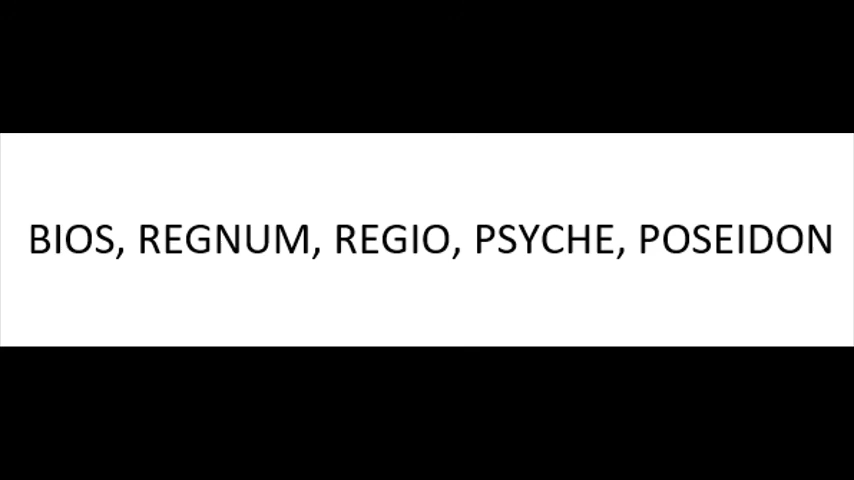 BIOS, REGNUM, REGIO, PSYCHE, POSEIDON